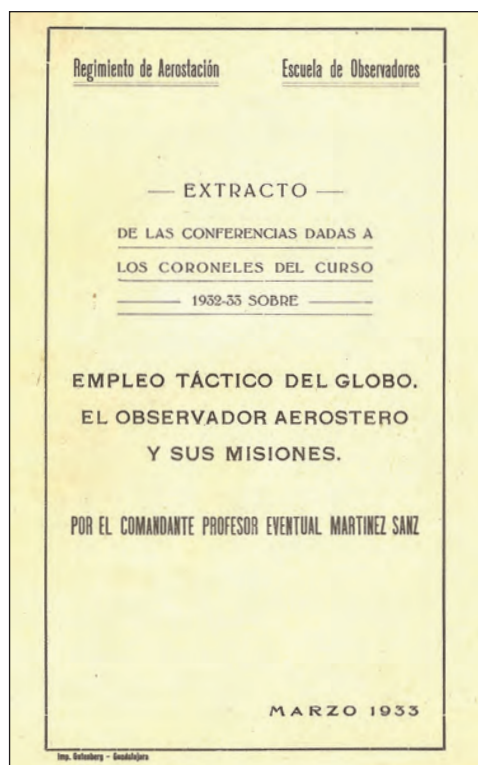 Regimiento de Aerostación Escuela de Observadores
— EXTRACTO —
DE LAS CONFERENCIAS DADAS A
LOS CORONELES DEL CURSO
1932-33 SOBRE
EMPLEO TÁCTICO DEL GLOBO.
EL OBSERVADOR AEROSTERO
Y SUS MISIONES.
POR EL COMANDANTE PROFESOR EVENTUAL MARTINEZ SANZ
MARZO 1933
Imp. Gutenberg - Guadalajara